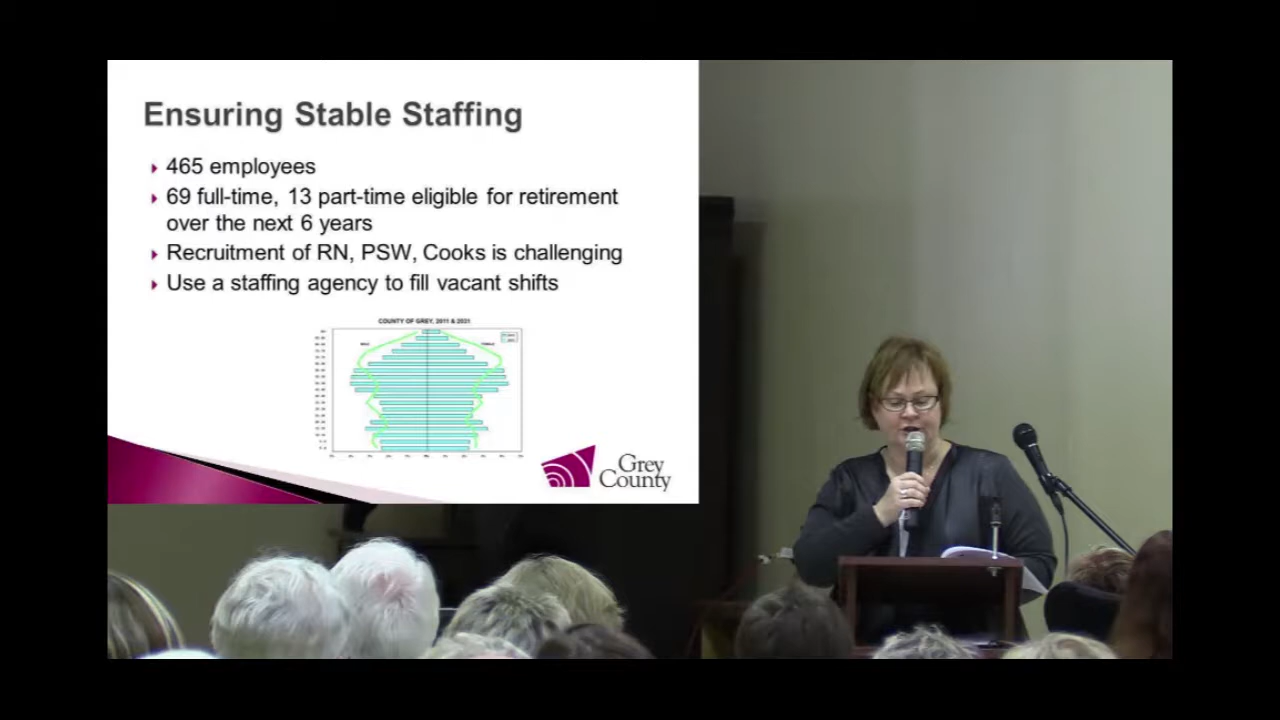 Ensuring Stable Staffing
465 employees
69 full-time, 13 part-time eligible for retirement
over the next 6 years
Recruitment of RN, PSW, Cooks is challenging
Use a staffing agency to fill vacant shifts
COUNTY OF GREY, 2011 & 2031
MALE
FEMALE
Grey
County